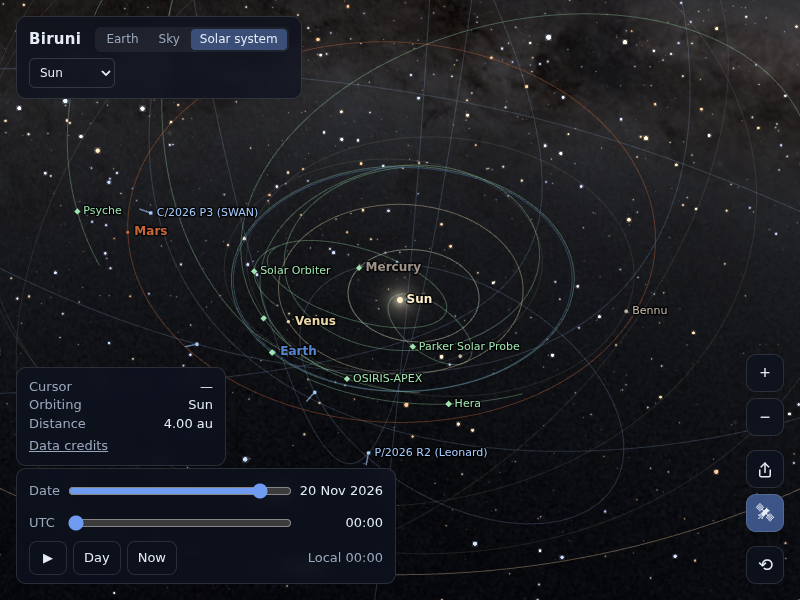 Biruni
Earth
Sky
Solar system
Sun
Psyche
C/2026 P3 (SWAN)
Mars
Solar Orbiter
Mercury
Sun
Bennu
Venus
Earth
Parker Solar Probe
OSIRIS-APEX
Hera
P/2026 R2 (Leonard)
Cursor —
Orbiting Sun
Distance 4.00 au
Data credits
Date 20 Nov 2026
UTC 00:00
▶ Day Now Local 00:00
+
−
⟲